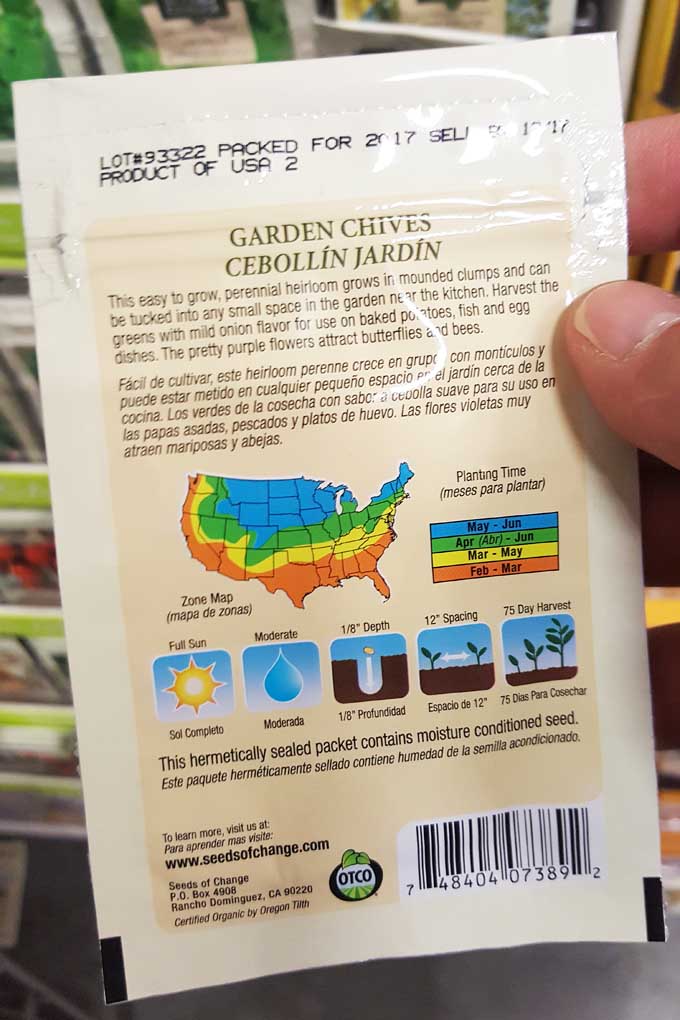 LOT#93322 PACKED FOR 2017 SELL BY 12/17
PRODUCT OF USA 2
GARDEN CHIVES
CEBOLLÍN JARDÍN
This easy to grow, perennial heirloom grows in mounded clumps and can
be tucked into any small space in the garden near the kitchen. Harvest the
greens with mild onion flavor for use on baked potatoes, fish and egg
dishes. The pretty purple flowers attract butterflies and bees.
Fácil de cultivar, este heirloom perenne crece en grupo con montículos y
puede estar metido en cualquier pequeño espacio en el jardín cerca de la
cocina. Los verdes de la cosecha con sabor a cebolla suave para su uso en
las papas asadas, pescados y platos de huevo. Las flores violetas muy
atraen mariposas y abejas.
Planting Time
(meses para plantar)
May - Jun
Apr (Abr) - Jun
Mar - May
Feb - Mar
Zone Map
(mapa de zonas)
Full Sun
Moderate
1/8" Depth
12" Spacing
75 Day Harvest
Sol Completo
Moderada
1/8" Profundidad
Espacio de 12"
75 Dias Para Cosechar
This hermetically sealed packet contains moisture conditioned seed.
Este paquete herméticamente sellado contiene humedad de la semilla acondicionado.
To learn more, visit us at:
Para aprender mas visite:
www.seedsofchange.com
Seeds of Change
P.O. Box 4908
Rancho Dominguez, CA 90220
Certified Organic by Oregon Tilth
OTCO
7 48404 07389 2